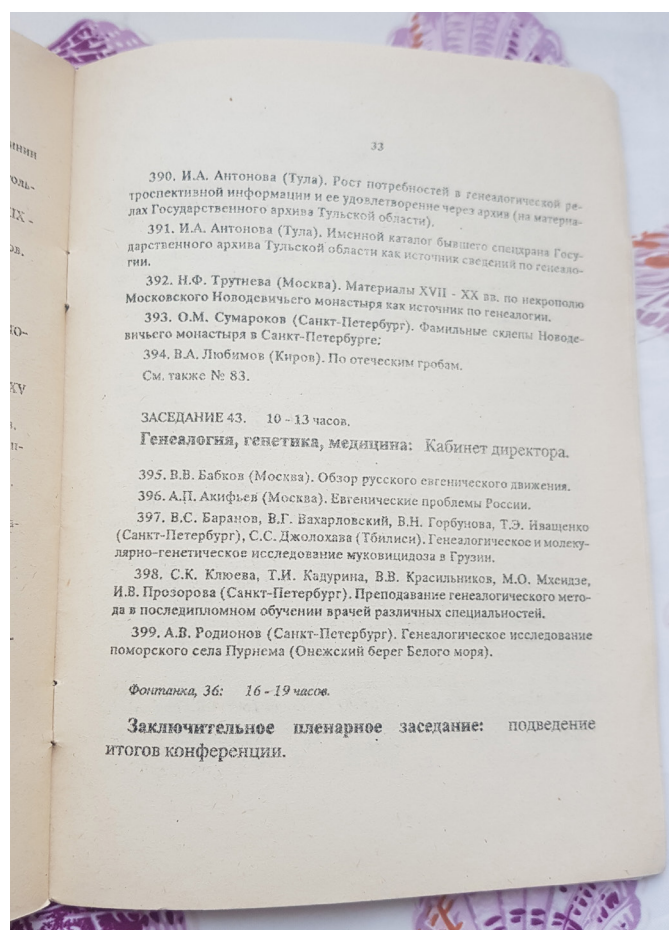 33
390. И.А. Антонова (Тула). Рост потребностей в генеалогической ре-
троспективной информации и ее удовлетворение через архив (на материа-
лах Государственного архива Тульской области).
391. И.А. Антонова (Тула). Именной каталог бывшего спецхрана Госу-
дарственного архива Тульской области как источник сведений по генеало-
гии.
392. Н.Ф. Трутнева (Москва). Материалы XVII - XX вв. по некрополю
Московского Новодевичьего монастыря как источник по генеалогии.
393. О.М. Сумароков (Санкт-Петербург). Фамильные склепы Новоде-
вичьего монастыря в Санкт-Петербурге;
394. В.А. Любимов (Киров). По отеческим гробам.
См. также № 83.
ЗАСЕДАНИЕ 43. 10 - 13 часов.
Генеалогия, генетика, медицина: Кабинет директора.
395. В.В. Бабков (Москва). Обзор русского евгенического движения.
396. А.П. Акифьев (Москва). Евгенические проблемы России.
397. В.С. Баранов, В.Г. Вахарловский, В.Н. Горбунова, Т.Э. Иващенко
(Санкт-Петербург), С.С. Джолохава (Тбилиси). Генеалогическое и молеку-
лярно-генетическое исследование муковицидоза в Грузии.
398. С.К. Клюева, Т.И. Кадурина, В.В. Красильников, М.О. Мхеидзе,
И.В. Прозорова (Санкт-Петербург). Преподавание генеалогического мето-
да в последипломном обучении врачей различных специальностей.
399. А.В. Родионов (Санкт-Петербург). Генеалогическое исследование
поморского села Пурнема (Онежский берег Белого моря).
Фонтанка, 36: 16 - 19 часов.
Заключительное пленарное заседание: подведение
итогов конференции.